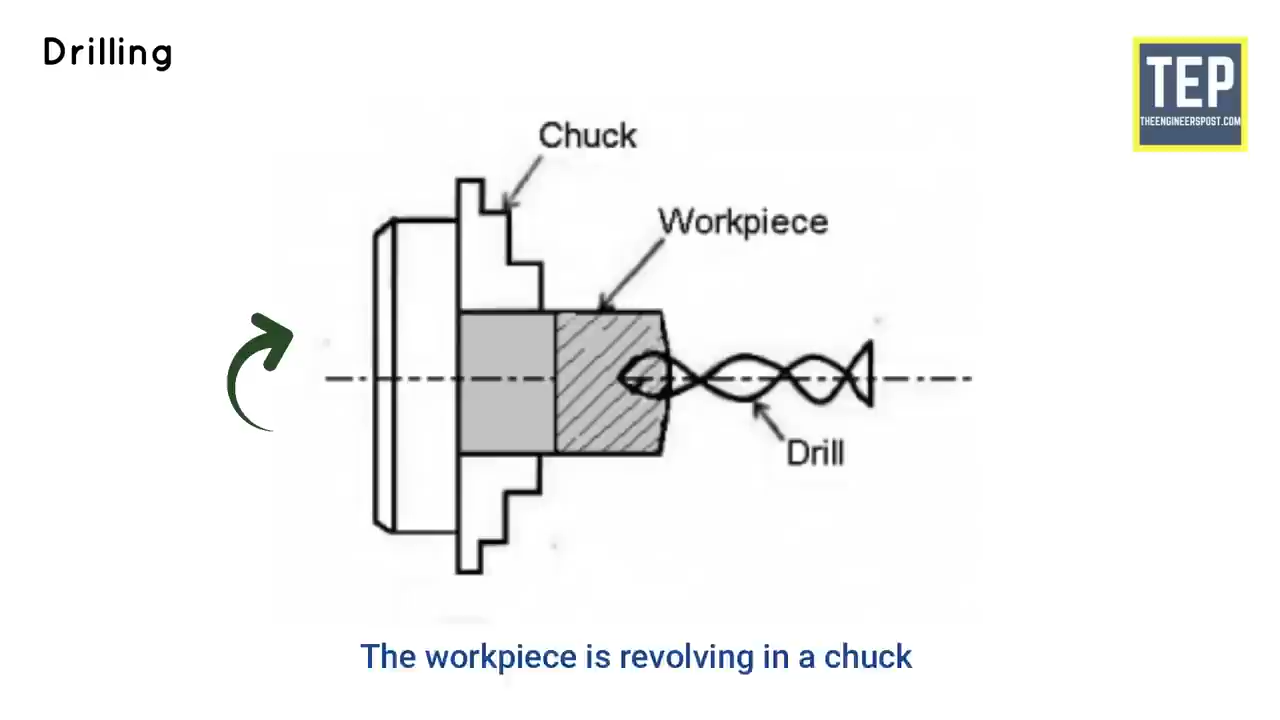 Drilling
TEP
THEENGINEERSPOST.COM
Chuck
Workpiece
Drill
The workpiece is revolving in a chuck